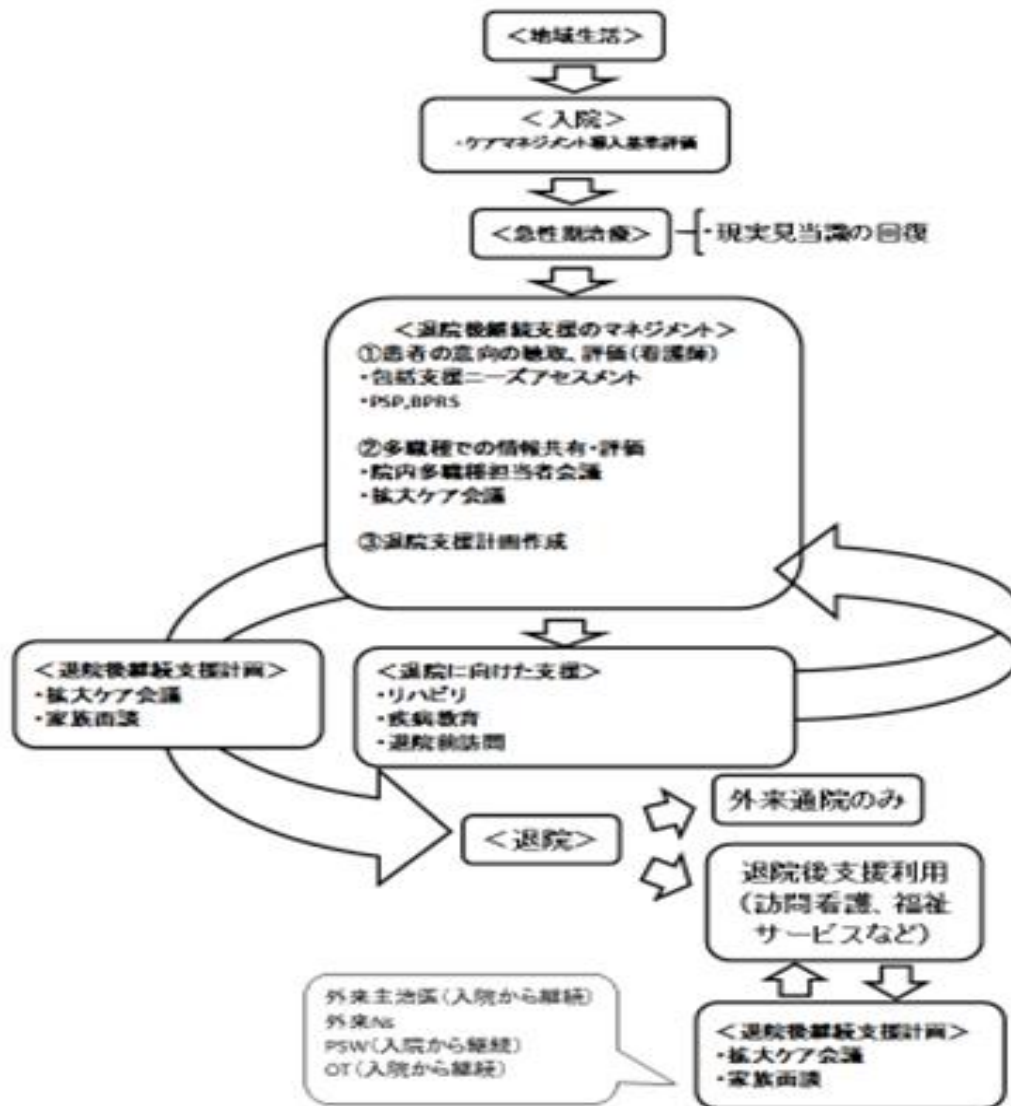 ＜地域生活＞
＜入院＞
・ケアマネジメント導入基準評価
＜急性期治療＞
・現実見当識の回復
＜退院後継続支援のマネジメント＞
①患者の意向の聴取、評価(看護師)
・包括支援ニーズアセスメント
・PSP,BPRS
②多職種での情報共有・評価
・院内多職種担当者会議
・拡大ケア会議
③退院支援計画作成
＜退院後継続支援計画＞
・拡大ケア会議
・家族面談
＜退院に向けた支援＞
・リハビリ
・疾病教育
・退院前訪問
＜退院＞
外来通院のみ
退院後支援利用
(訪問看護、福祉
サービスなど)
外来主治医(入院から継続)
外来Ns
PSW(入院から継続)
OT(入院から継続)
＜退院後継続支援計画＞
・拡大ケア会議
・家族面談